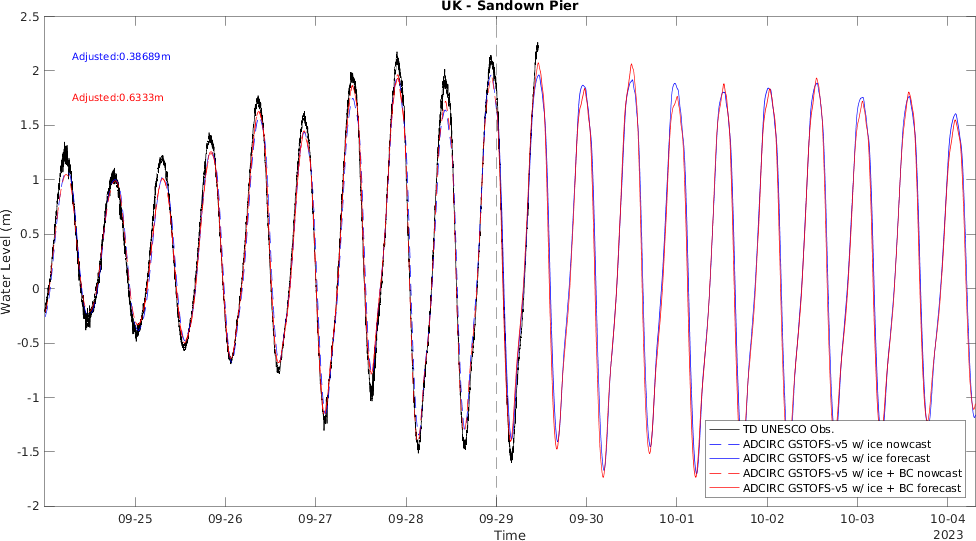 UK - Sandown Pier
Adjusted:0.38689m
Adjusted:0.6333m
Water Level (m)
2.5
2
1.5
1
0.5
0
-0.5
-1
-1.5
-2
TD UNESCO Obs.
ADCIRC GSTOFS-v5 w/ ice nowcast
ADCIRC GSTOFS-v5 w/ ice forecast
ADCIRC GSTOFS-v5 w/ ice + BC nowcast
ADCIRC GSTOFS-v5 w/ ice + BC forecast
09-25 09-26 09-27 09-28 09-29 09-30 10-01 10-02 10-03 10-04
Time
2023